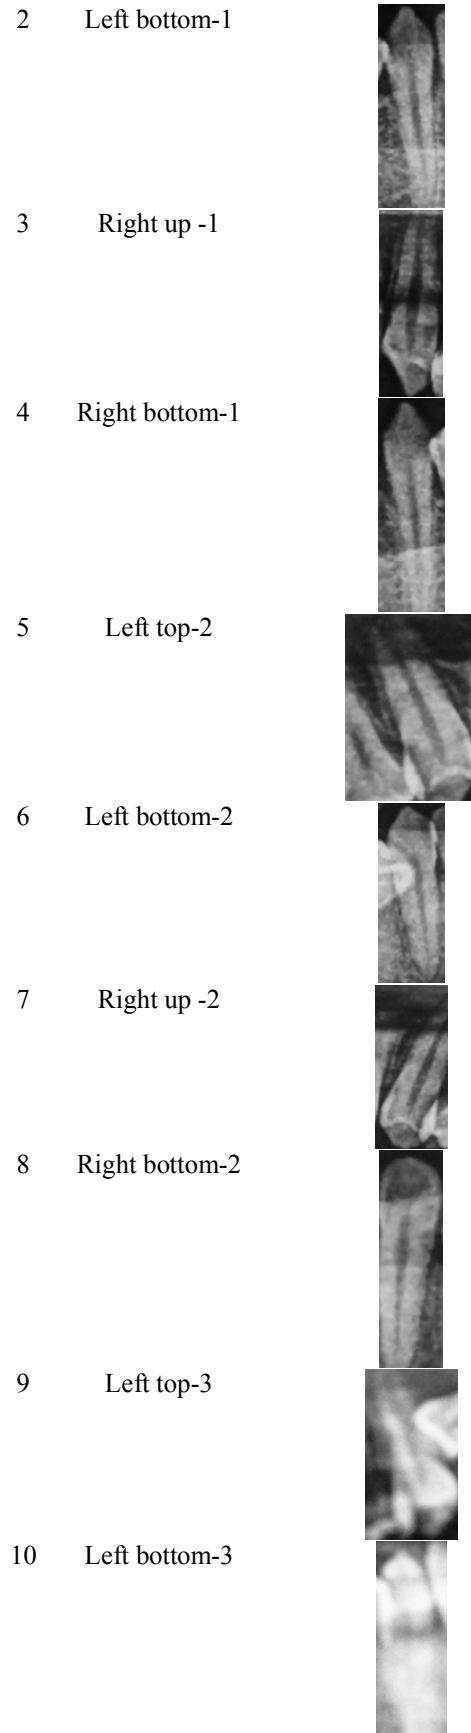 2 Left bottom-1
3 Right up -1
4 Right bottom-1
5 Left top-2
6 Left bottom-2
7 Right up -2
8 Right bottom-2
9 Left top-3
10 Left bottom-3